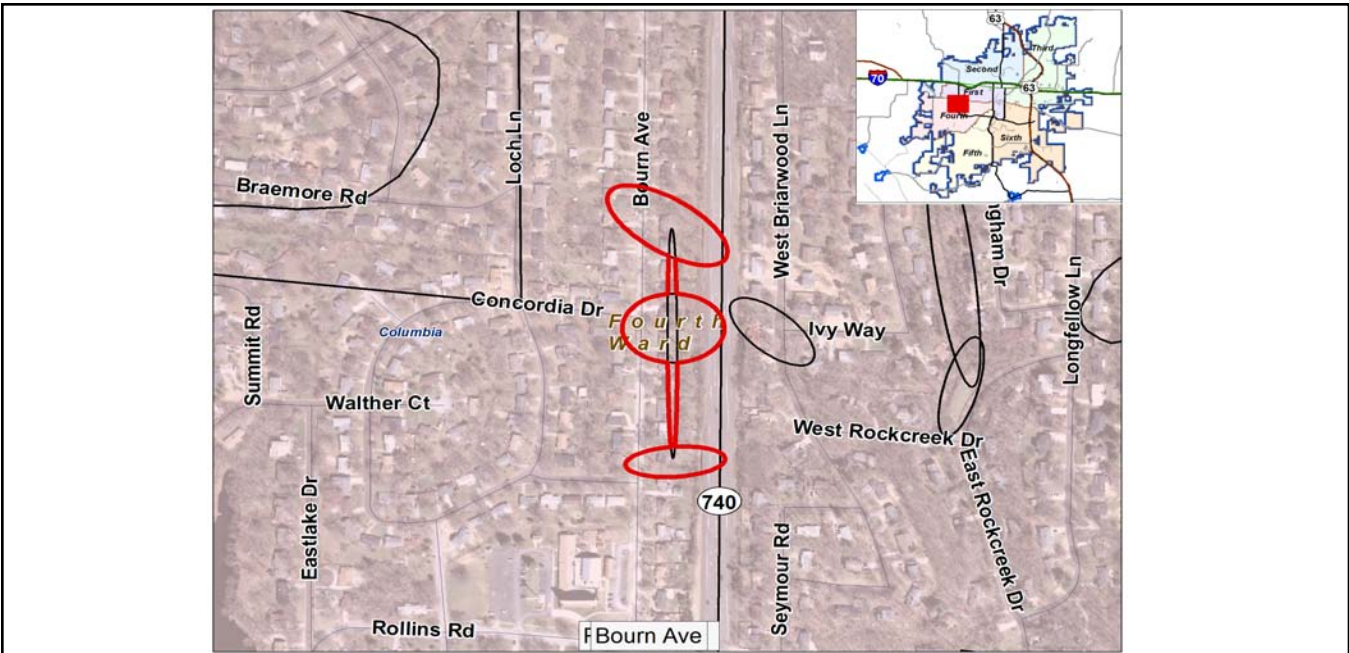 63
Third
Second
70
63
First
Fourth
Sixth
Fifth
Loch Ln
Bourn Ave
West Briarwood Ln
Braemore Rd
ngham Dr
Longfellow Ln
Concordia Dr
Fourth
Ward
Ivy Way
Columbia
Summit Rd
Walther Ct
West Rockcreek Dr
East Rockcreek Dr
740
Eastlake Dr
Seymour Rd
Rollins Rd
Bourn Ave